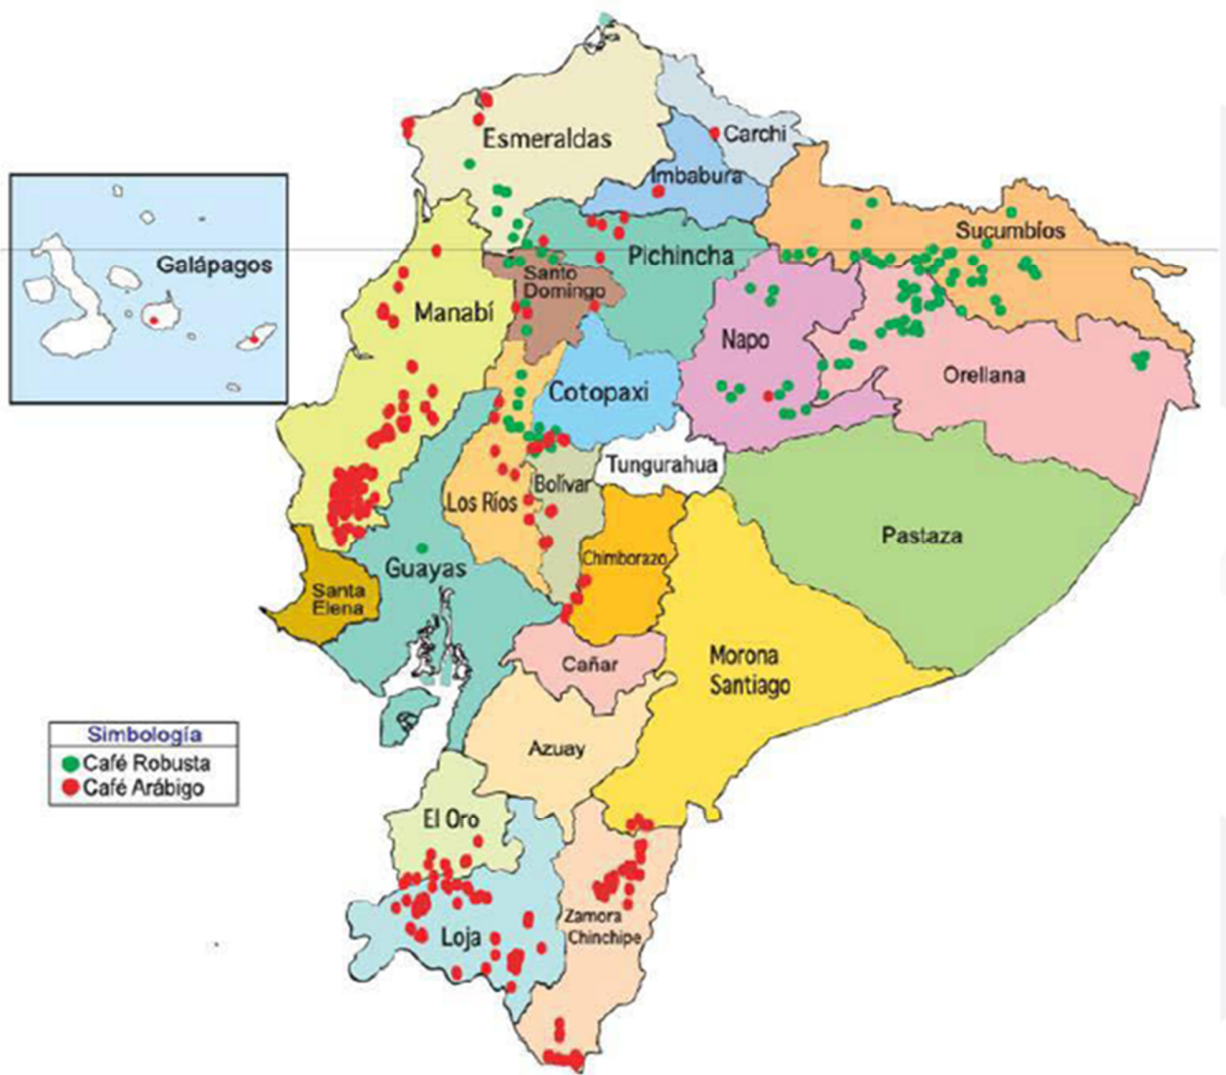 Esmeraldas
Carchi
Imbabura
Sucumbíos
Galápagos
Pichincha
Santo
Domingo
Manabí
Napo
Orellana
Cotopaxi
Tungurahua
Bolívar
Los Ríos
Pastaza
Chimborazo
Guayas
Santa
Elena
Cañar
Morona
Santiago
Simbología
Café Robusta
Café Arábigo
Azuay
El Oro
Zamora
Chinchipe
Loja